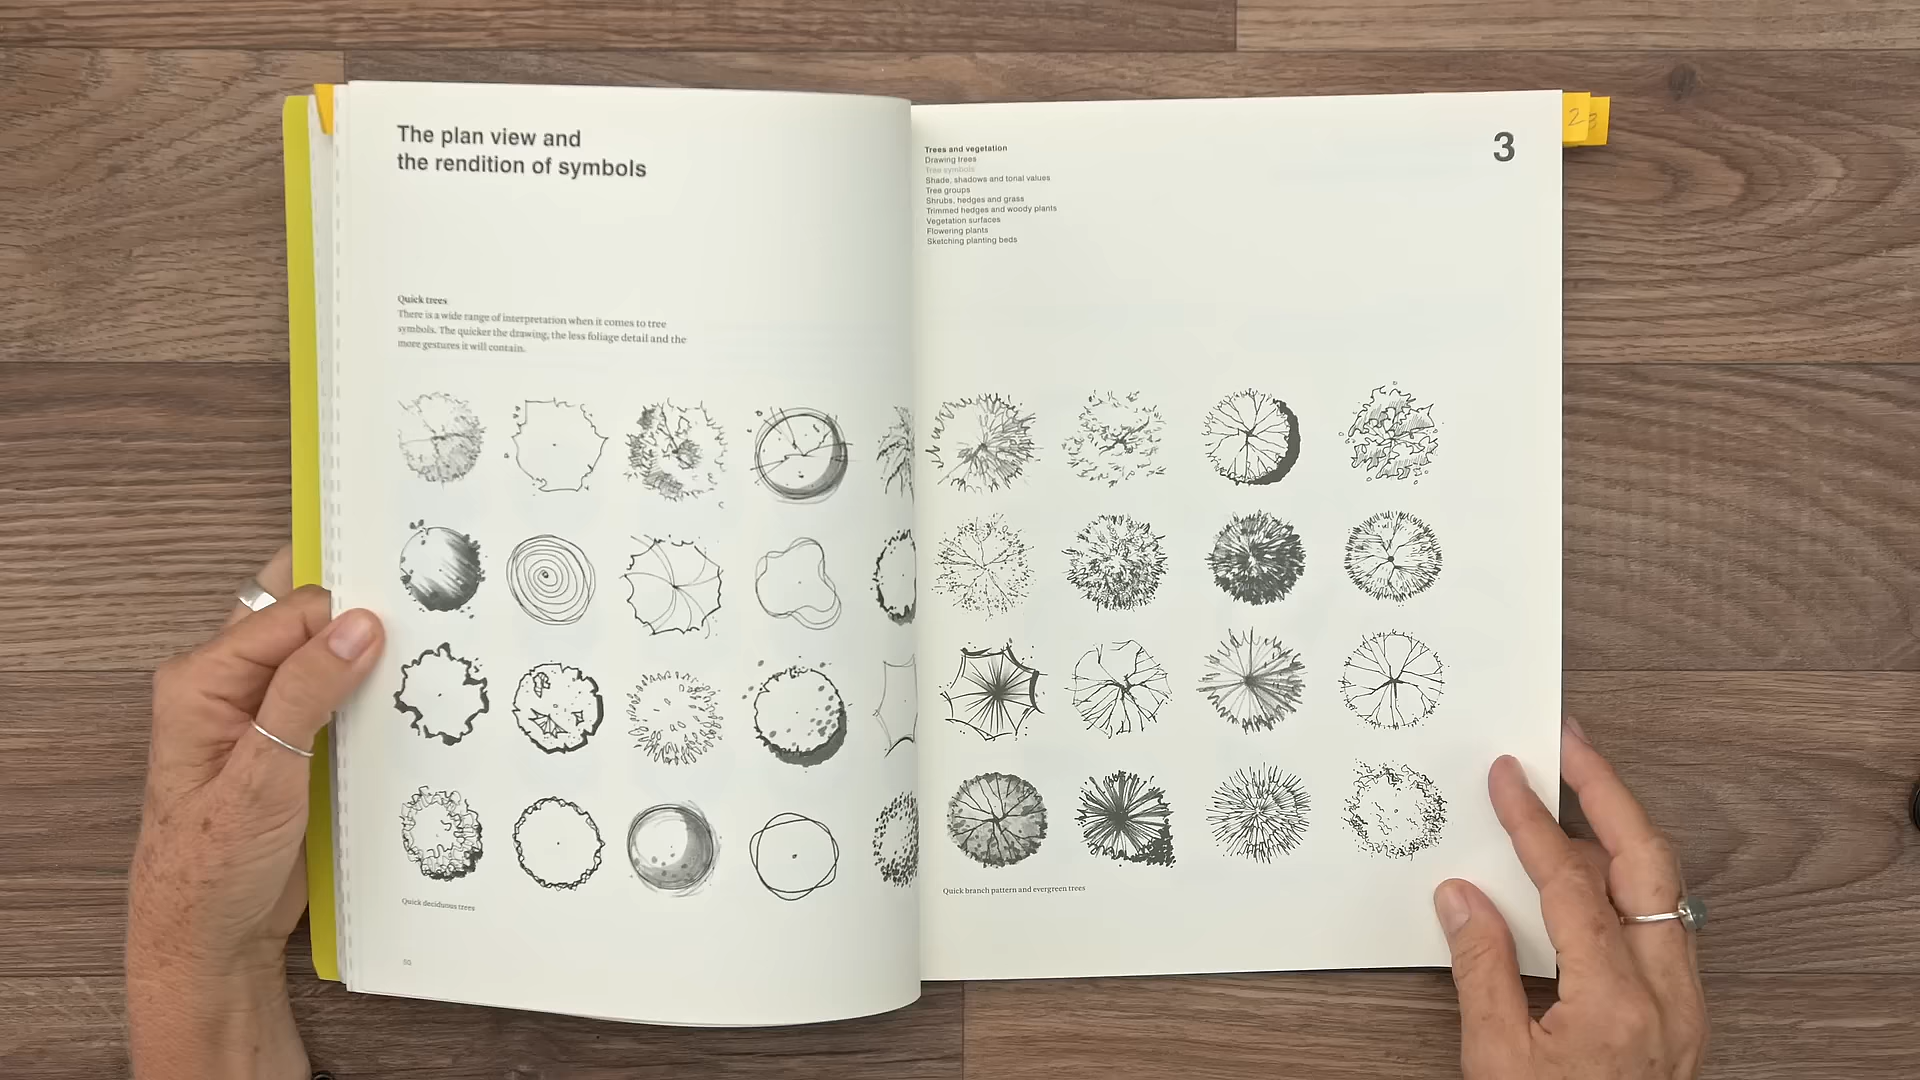 The plan view and
the rendition of symbols
Quick trees
There is a wide range of interpretation when it comes to tree
symbols. The quicker the drawing, the less foliage detail and the
more gestures it will contain.
Quick deciduous trees
Trees and vegetation
Drawing trees
Tree symbols
Shade, shadows and tonal values
Tree groups
Shrubs, hedges and grass
Trimmed hedges and woody plants
Vegetation surfaces
Flowering plants
Sketching planting beds
3
2
3
Quick branch pattern and evergreen trees